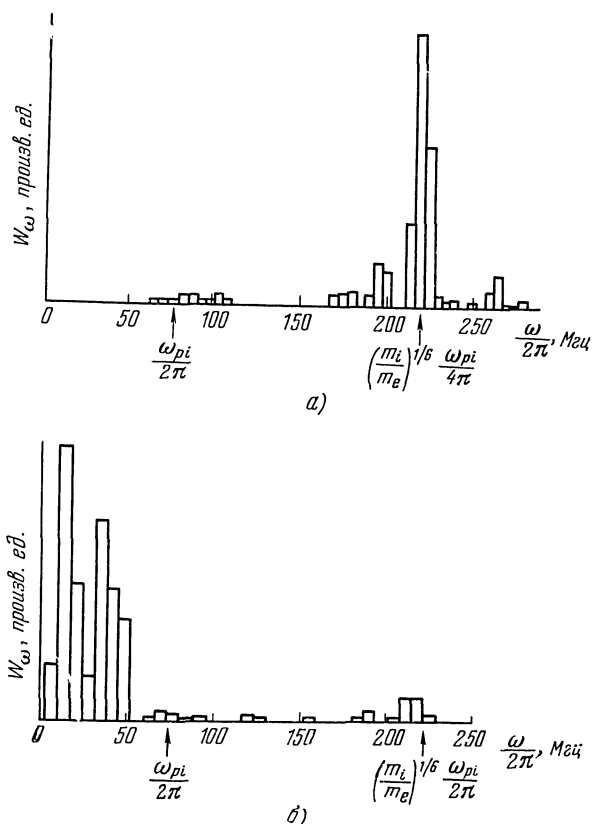 W_ω, произв. ед.
0 50 100 150 200 250 ω/2π, Мгц
ω_pi/2π (m_i/m_e)^1/6 ω_pi/4π
а)
W_ω, произв. ед.
0 50 100 150 200 250 ω/2π, Мгц
ω_pi/2π (m_i/m_e)^1/6 ω_pi/2π
б)